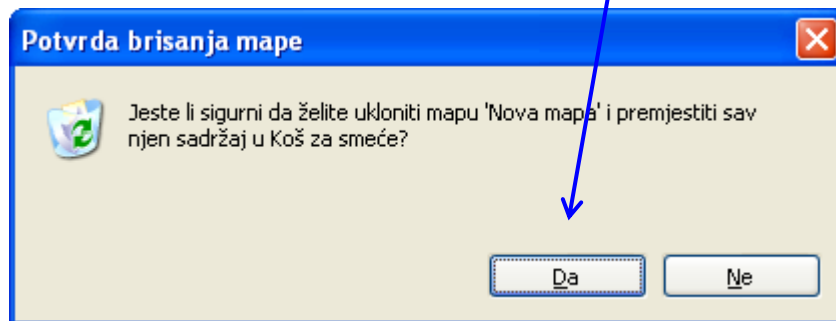 Potvrda brisanja mape
Jeste li sigurni da želite ukloniti mapu 'Nova mapa' i premjestiti sav
njen sadržaj u Koš za smeće?
Da Ne